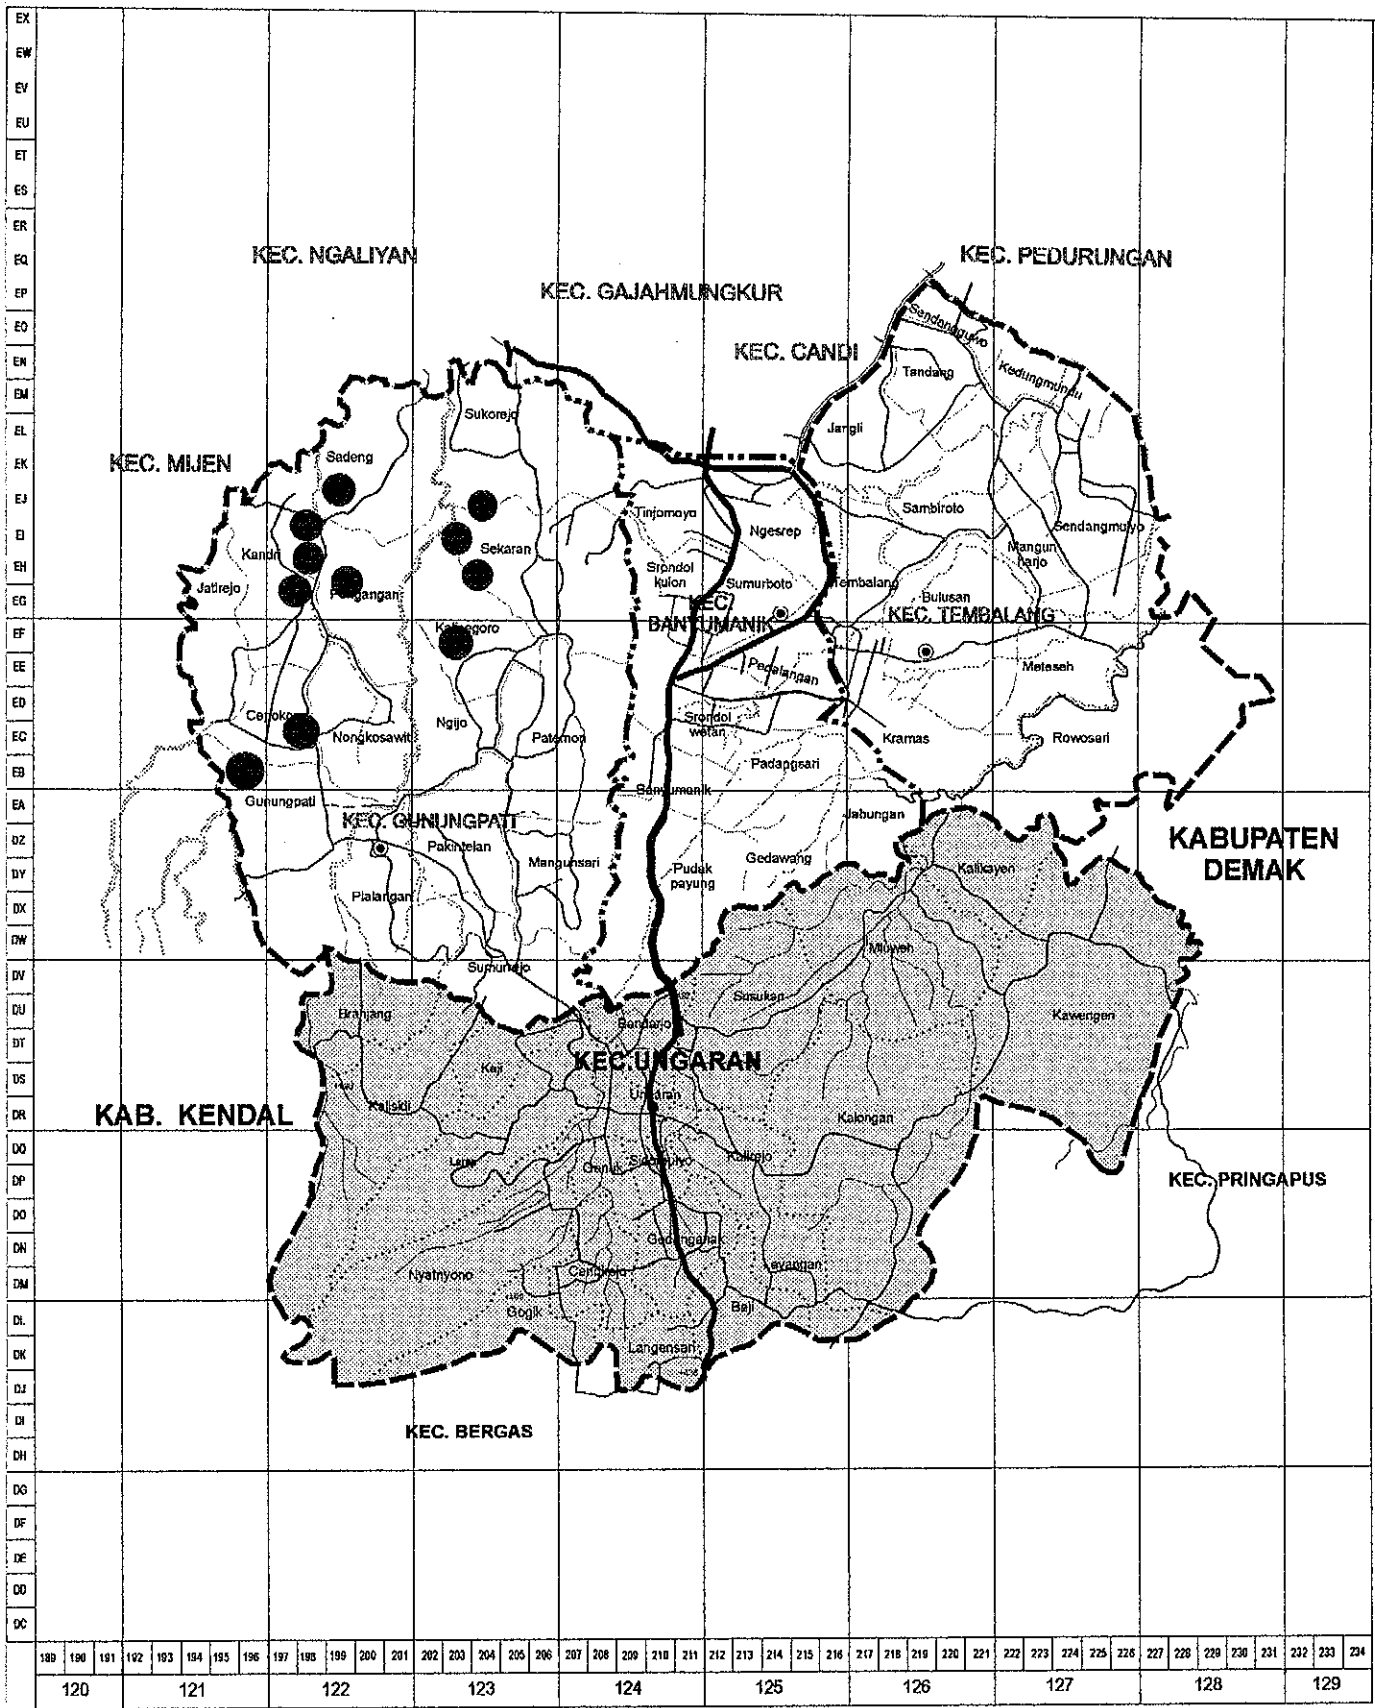 EX
EW
EV
EU
ET
ES
ER
EQ
EP
EO
EN
EM
EL
EK
EJ
EI
EH
EG
EF
EE
ED
EC
EB
EA
DZ
DY
DX
DW
DV
DU
DT
DS
DR
DQ
DP
DO
DN
DM
DL
DK
DJ
DI
DH
DG
DF
DE
DD
DC
KEC. NGALIYAN
KEC. PEDURUNGAN
KEC. GAJAHMUNGKUR
KEC. CANDI
Sendangguwo
Tandang
Kedungmundu
Sukorejo
Jangli
KEC. MIJEN
Sadeng
Tinjomoyo
Ngesrep
Sambiroto
Sendangmulyo
Kandri
Sekaran
Mangun
harjo
Jatirejo
Srondol
kulon
Sumurboto
Tembalang
Bulusan
KEC.
BANYUMANIK
KEC. TEMBALANG
Pedalangan
Meteseh
Ngijo
Nongkosawit
Patemon
Srondol
wetan
Kramas
Rowosari
Padangsari
Gunungpati
Banyumanik
Jabungan
KEC. GUNUNGPATI
Pakintelan
Mangunsari
Gedawang
Pudak
payung
Kalikayen
KABUPATEN
DEMAK
Plalangan
Mluweh
Sumurrejo
Susukan
Branjang
Bandarjo
Kawengen
KEC.UNGARAN
Keji
Ungaran
KAB. KENDAL
Kalisidi
Kalongan
Lerep
Genuk
Sidomulyo
Kalirejo
KEC. PRINGAPUS
Gedanganak
Nyatnyono
Leyangan
Gogik
Beji
Langensari
KEC. BERGAS
189 190 191 192 193 194 195 196 197 198 199 200 201 202 203 204 205 206 207 208 209 210 211 212 213 214 215 216 217 218 219 220 221 222 223 224 225 226 227 228 229 230 231 232 233 234
120 121 122 123 124 125 126 127 128 129